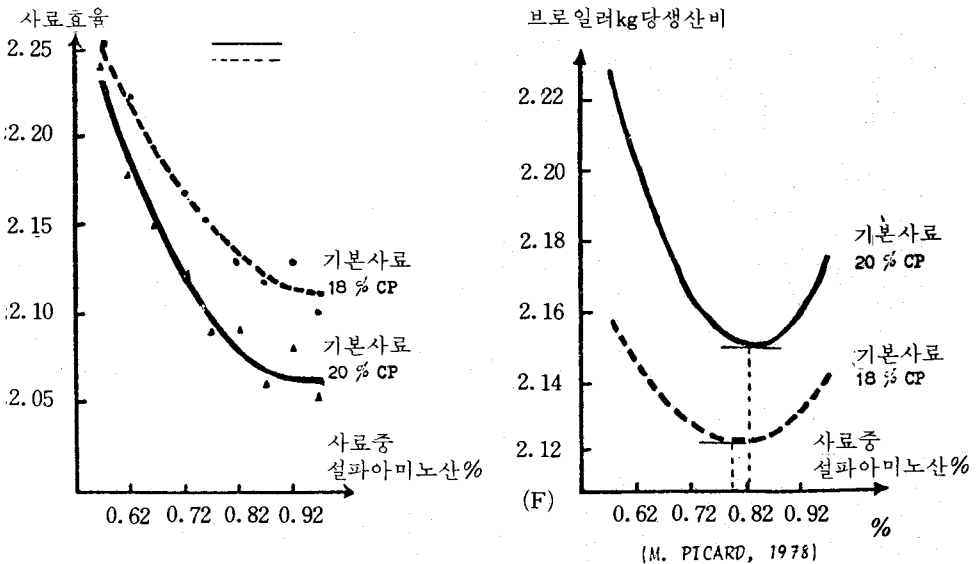 사료효율
2.25
2.20
2.15
2.10
2.05
기본사료
18 % CP
기본사료
20 % CP
사료중
설파아미노산%
0.62 0.72 0.82 0.92
브로일러kg당생산비
2.22
2.20
2.18
2.16
2.14
2.12
기본사료
20 % CP
기본사료
18 % CP
사료중
설파아미노산%
(F)
0.62 0.72 0.82 0.92
%
(M. PICARD, 1978)